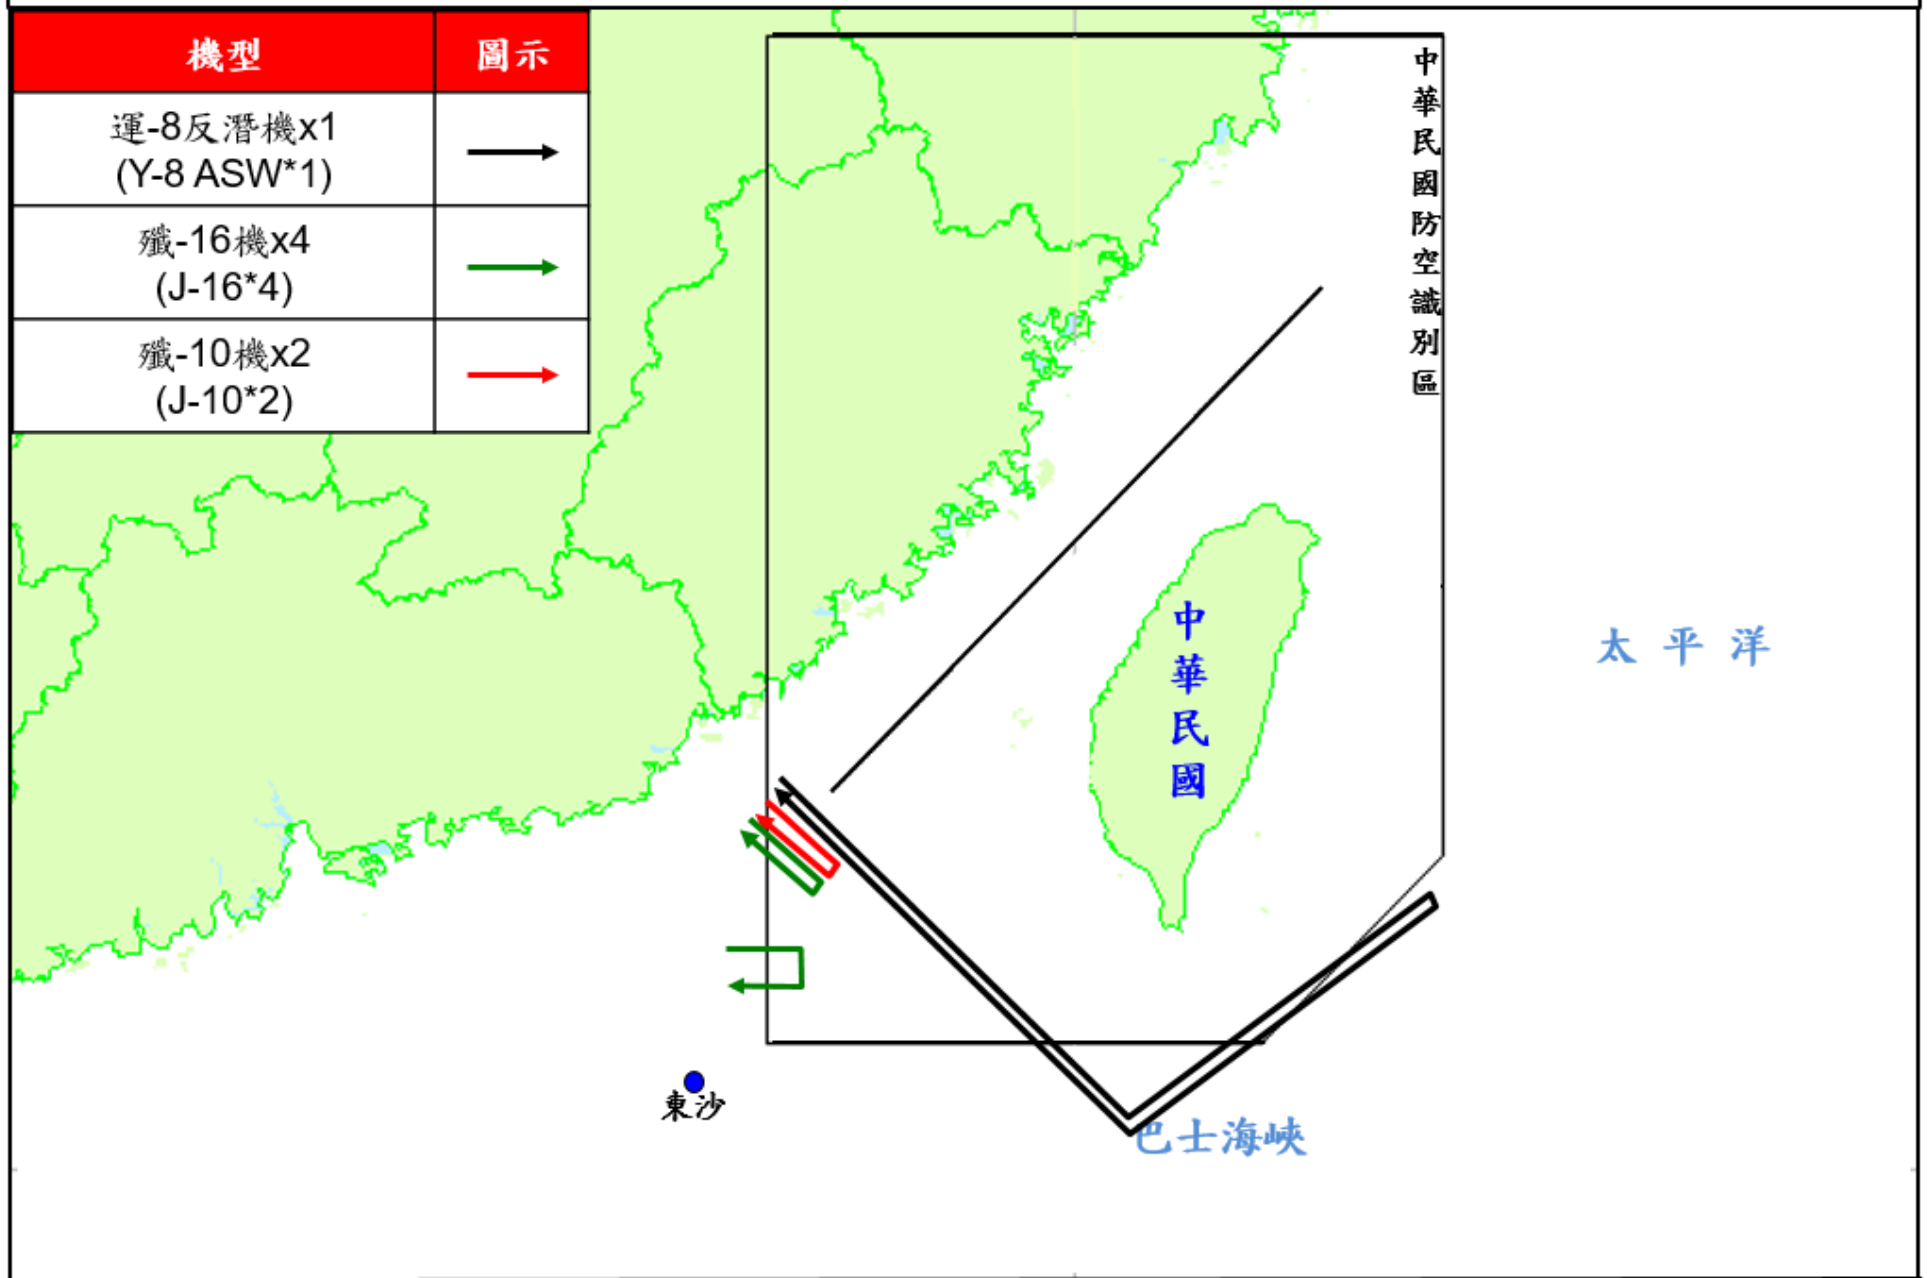 機型
圖示
運-8反潛機x1
(Y-8 ASW*1)
殲-16機x4
(J-16*4)
殲-10機x2
(J-10*2)
中華民國防空識別區
中華民國
太平洋
東沙
巴士海峽